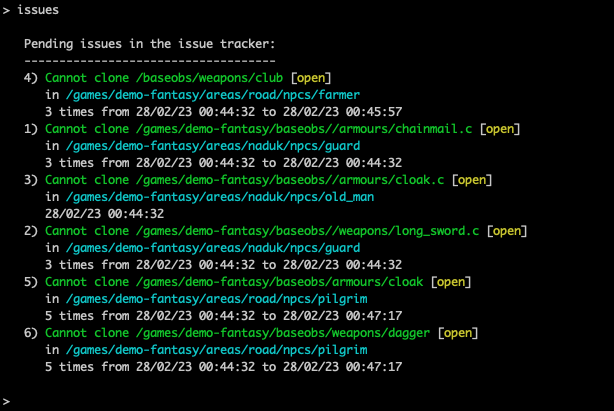 > issues
Pending issues in the issue tracker:
------------------------------------
4) Cannot clone /baseobs/weapons/club [open]
in /games/demo-fantasy/areas/road/npcs/farmer
3 times from 28/02/23 00:44:32 to 28/02/23 00:45:57
1) Cannot clone /games/demo-fantasy/baseobs//armours/chainmail.c [open]
in /games/demo-fantasy/areas/naduk/npcs/guard
3 times from 28/02/23 00:44:32 to 28/02/23 00:44:32
3) Cannot clone /games/demo-fantasy/baseobs//armours/cloak.c [open]
in /games/demo-fantasy/areas/naduk/npcs/old_man
28/02/23 00:44:32
2) Cannot clone /games/demo-fantasy/baseobs//weapons/long_sword.c [open]
in /games/demo-fantasy/areas/naduk/npcs/guard
3 times from 28/02/23 00:44:32 to 28/02/23 00:44:32
5) Cannot clone /games/demo-fantasy/baseobs/armours/cloak [open]
in /games/demo-fantasy/areas/road/npcs/pilgrim
5 times from 28/02/23 00:44:32 to 28/02/23 00:47:17
6) Cannot clone /games/demo-fantasy/baseobs/weapons/dagger [open]
in /games/demo-fantasy/areas/road/npcs/pilgrim
5 times from 28/02/23 00:44:32 to 28/02/23 00:47:17
>